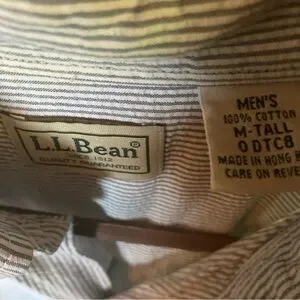 L.L.Bean®
QUALITY GUARANTEED
MEN'S
100% COTTON
M-TALL
0 DTC8
MADE IN HONG
CARE ON REVE